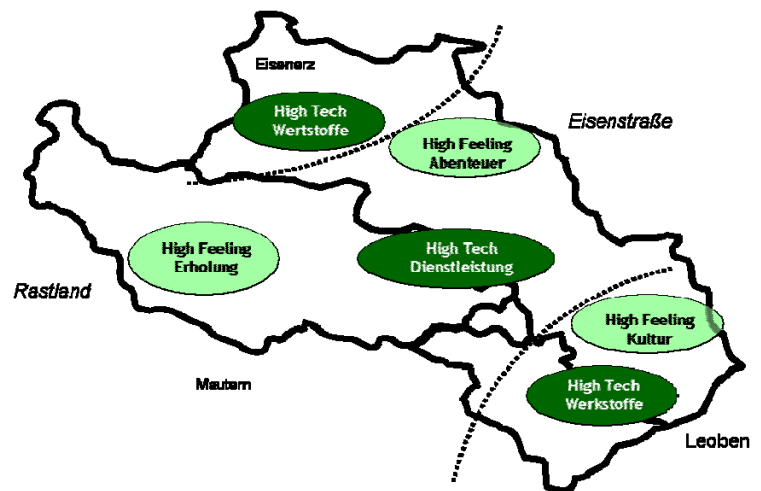 Eisenerz
High Tech
Wertstoffe
Eisenstraße
High Feeling
Abenteuer
High Feeling
Erholung
High Tech
Dienstleistung
Rastland
High Feeling
Kultur
Mautern
High Tech
Werkstoffe
Leoben